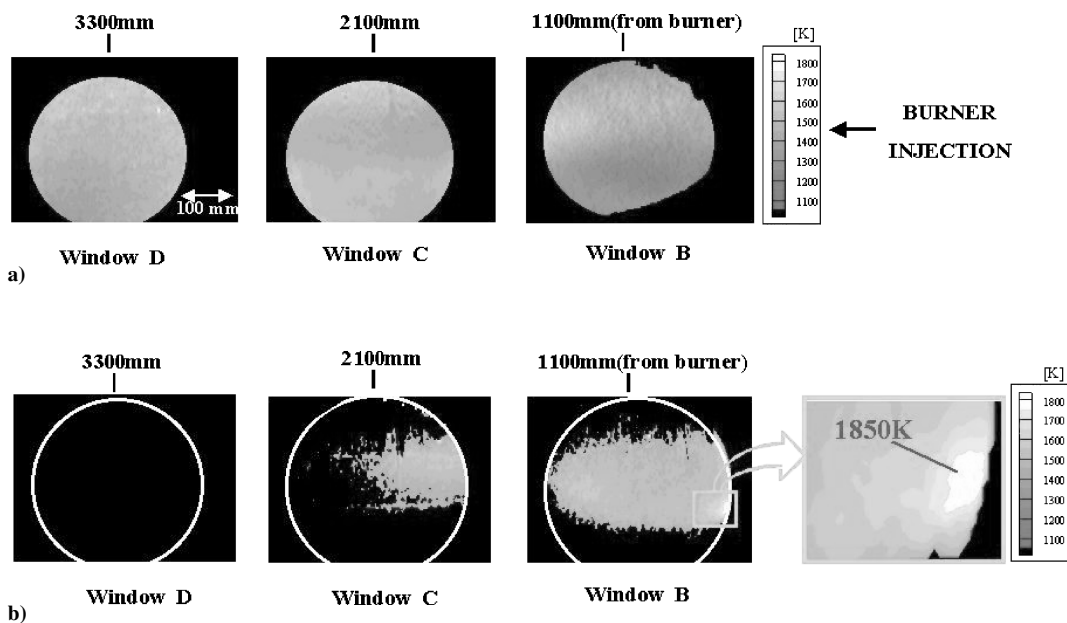 3300mm
2100mm
1100mm(from burner)
[K]
1800
1700
1600
1500
1400
1300
1200
1100
BURNER
INJECTION
100 mm
Window D
Window C
Window B
a)
3300mm
2100mm
1100mm(from burner)
[K]
1850K
1800
1700
1600
1500
1400
1300
1200
1100
Window D
Window C
Window B
b)